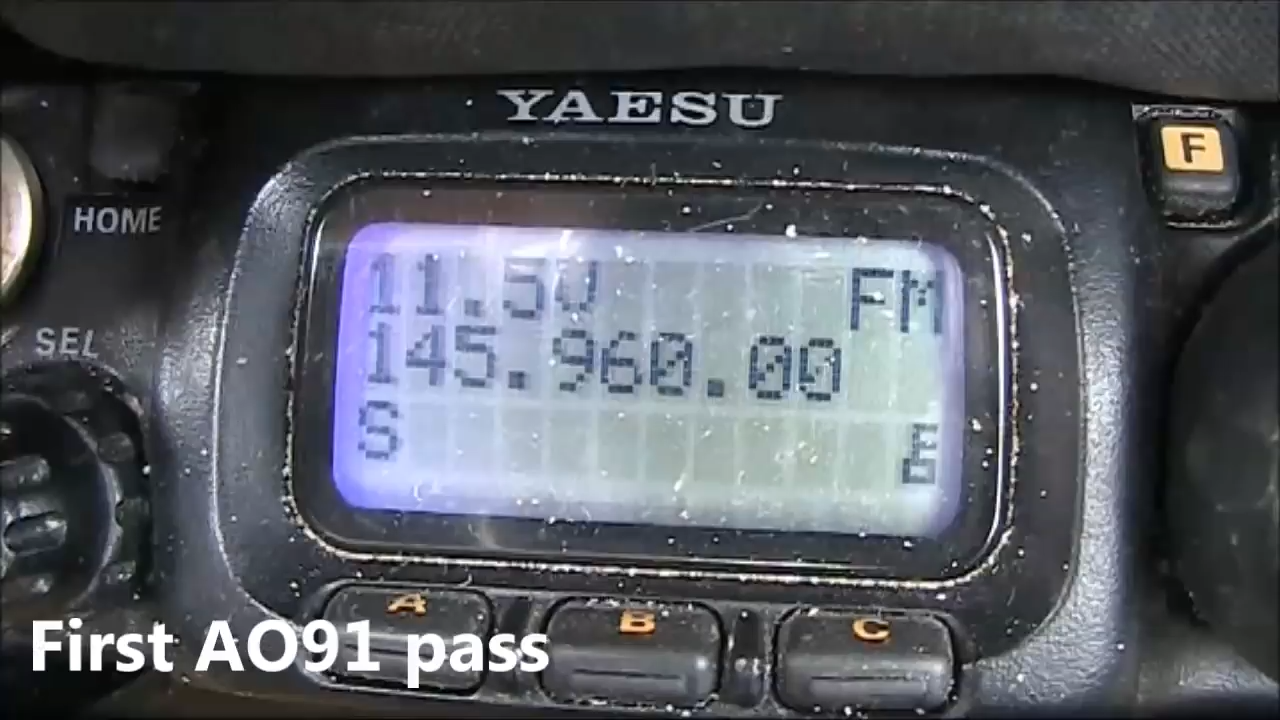 YAESU
F
HOME
11.5V FM
145.960.00
SEL
S
A B C
First AO91 pass